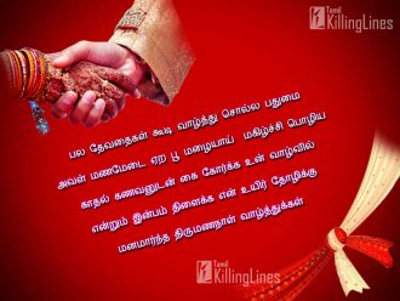 Tamil
KillingLines
பல தேவதைகள் கூடி வாழ்த்து சொல்ல பதுமை
அவள் மணமேடை ஏற பூ மழையாய் மகிழ்ச்சி பொழிய
காதல் கணவனுடன் கை கோர்க்க உன் வாழ்வில்
என்றும் இன்பம் திளைக்க என் உயிர் தோழிக்கு
மனமார்ந்த திருமணநாள் வாழ்த்துக்கள்
Tamil
KillingLines